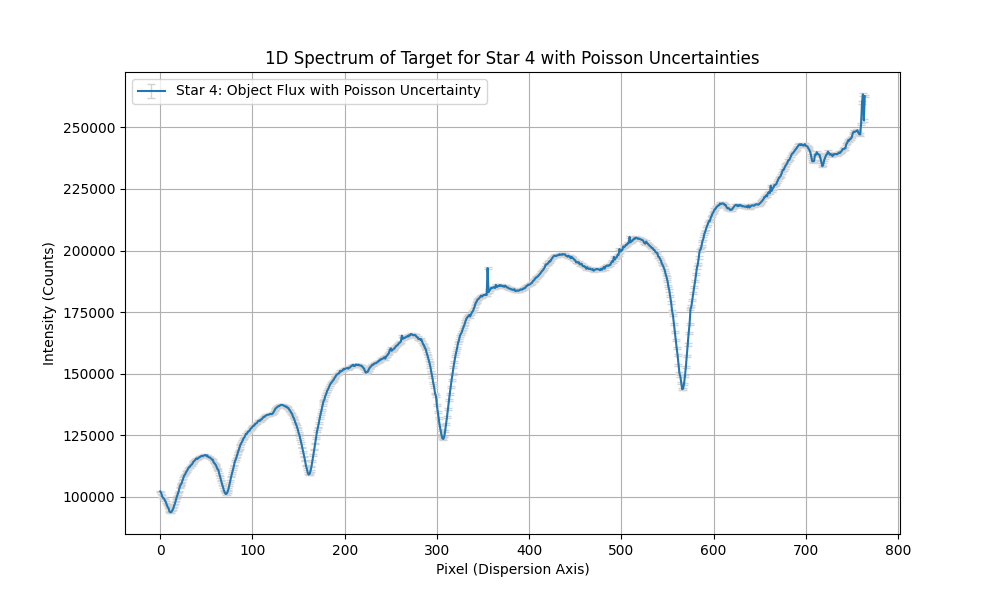 1D Spectrum of Target for Star 4 with Poisson Uncertainties
Star 4: Object Flux with Poisson Uncertainty
Intensity (Counts)
250000
225000
200000
175000
150000
125000
100000
0 100 200 300 400 500 600 700 800
Pixel (Dispersion Axis)